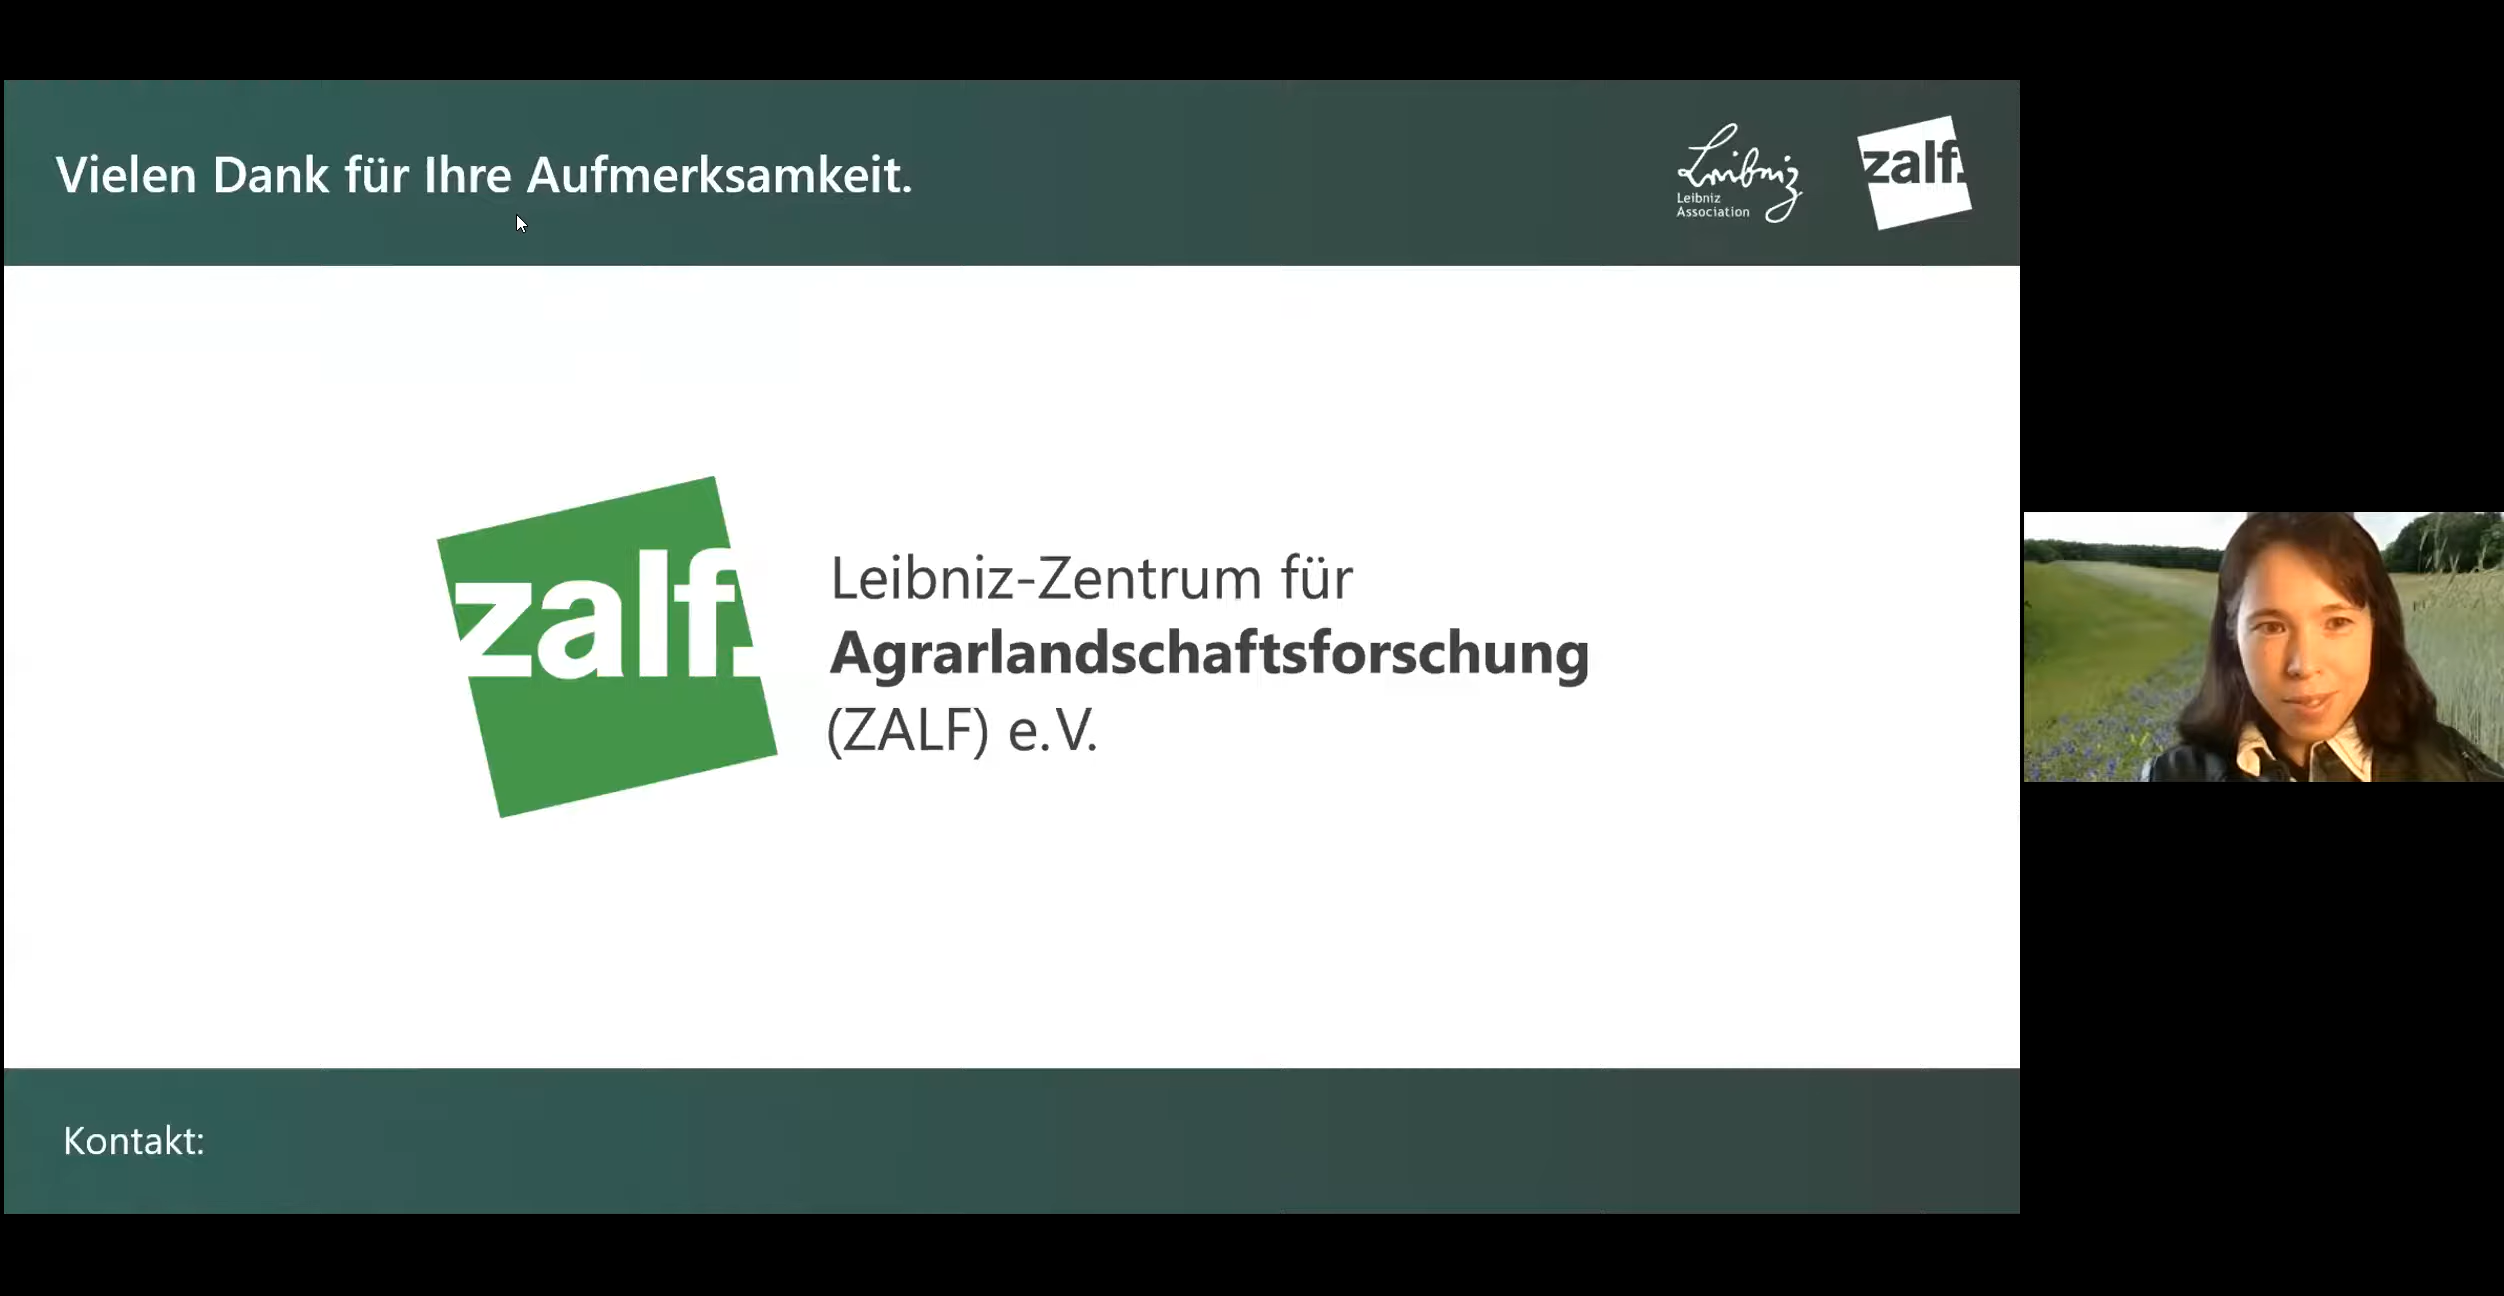 Vielen Dank für Ihre Aufmerksamkeit.
Leibniz
Leibniz
Association
zalf.
zalf.
Leibniz-Zentrum für
Agrarlandschaftsforschung
(ZALF) e.V.
Kontakt: